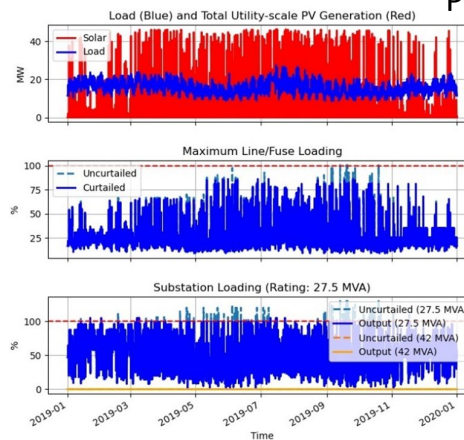 P
Load (Blue) and Total Utility-scale PV Generation (Red)
Solar
Load
40
20
0
MW
Maximum Line/Fuse Loading
Uncurtailed
Curtailed
100
75
50
25
%
Substation Loading (Rating: 27.5 MVA)
Uncurtailed (27.5 MVA
Output (27.5 MVA)
Uncurtailed (42 MVA)
Output (42 MVA)
100
50
0
%
2019-01
2019-03
2019-05
2019-07
2019-09
2019-11
2020-01
Time